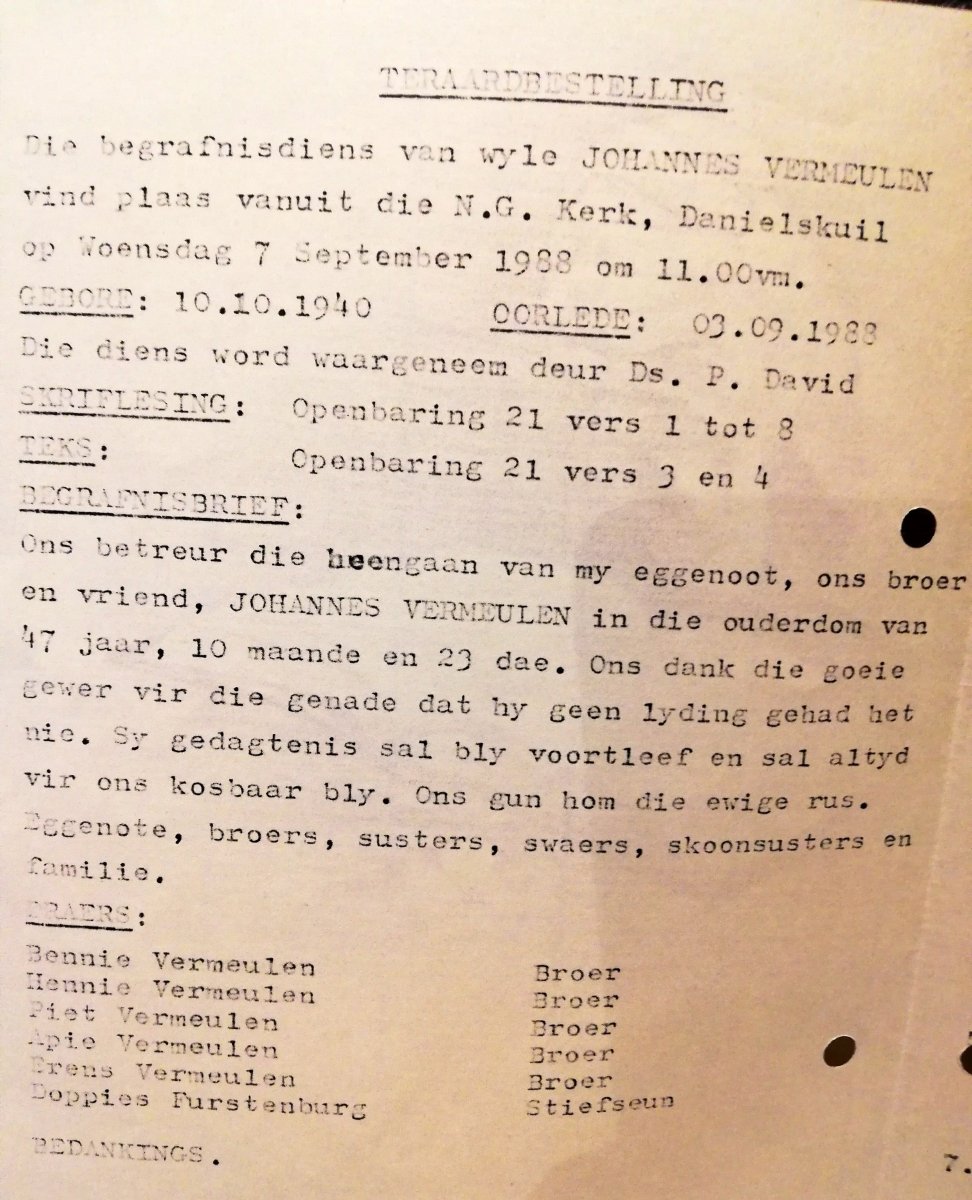 TERAARDBESTELLING
Die begrafnisdiens van wyle JOHANNES VERMEULEN
vind plaas vanuit die N.G. Kerk, Danielskuil
op Woensdag 7 September 1988 om 11.00vm.
GEBORE: 10.10.1940 OORLEDE: 03.09.1988
Die diens word waargeneem deur Ds. P. David
SKRIFLESING: Openbaring 21 vers 1 tot 8
TEKS: Openbaring 21 vers 3 en 4
BEGRAFNISBRIEF:
Ons betreur die heengaan van my eggenoot, ons broer
en vriend, JOHANNES VERMEULEN in die ouderdom van
47 jaar, 10 maande en 23 dae. Ons dank die goeie
gewer vir die genade dat hy geen lyding gehad het
nie. Sy gedagtenis sal bly voortleef en sal altyd
vir ons kosbaar bly. Ons gun hom die ewige rus.
Eggenote, broers, susters, swaers, skoonsusters en
familie.
DRAERS:
Bennie Vermeulen Broer
Hennie Vermeulen Broer
Piet Vermeulen Broer
Apie Vermeulen Broer
Erens Vermeulen Broer
Doppies Furstenburg Stiefseun
BEDANKINGS.
7.